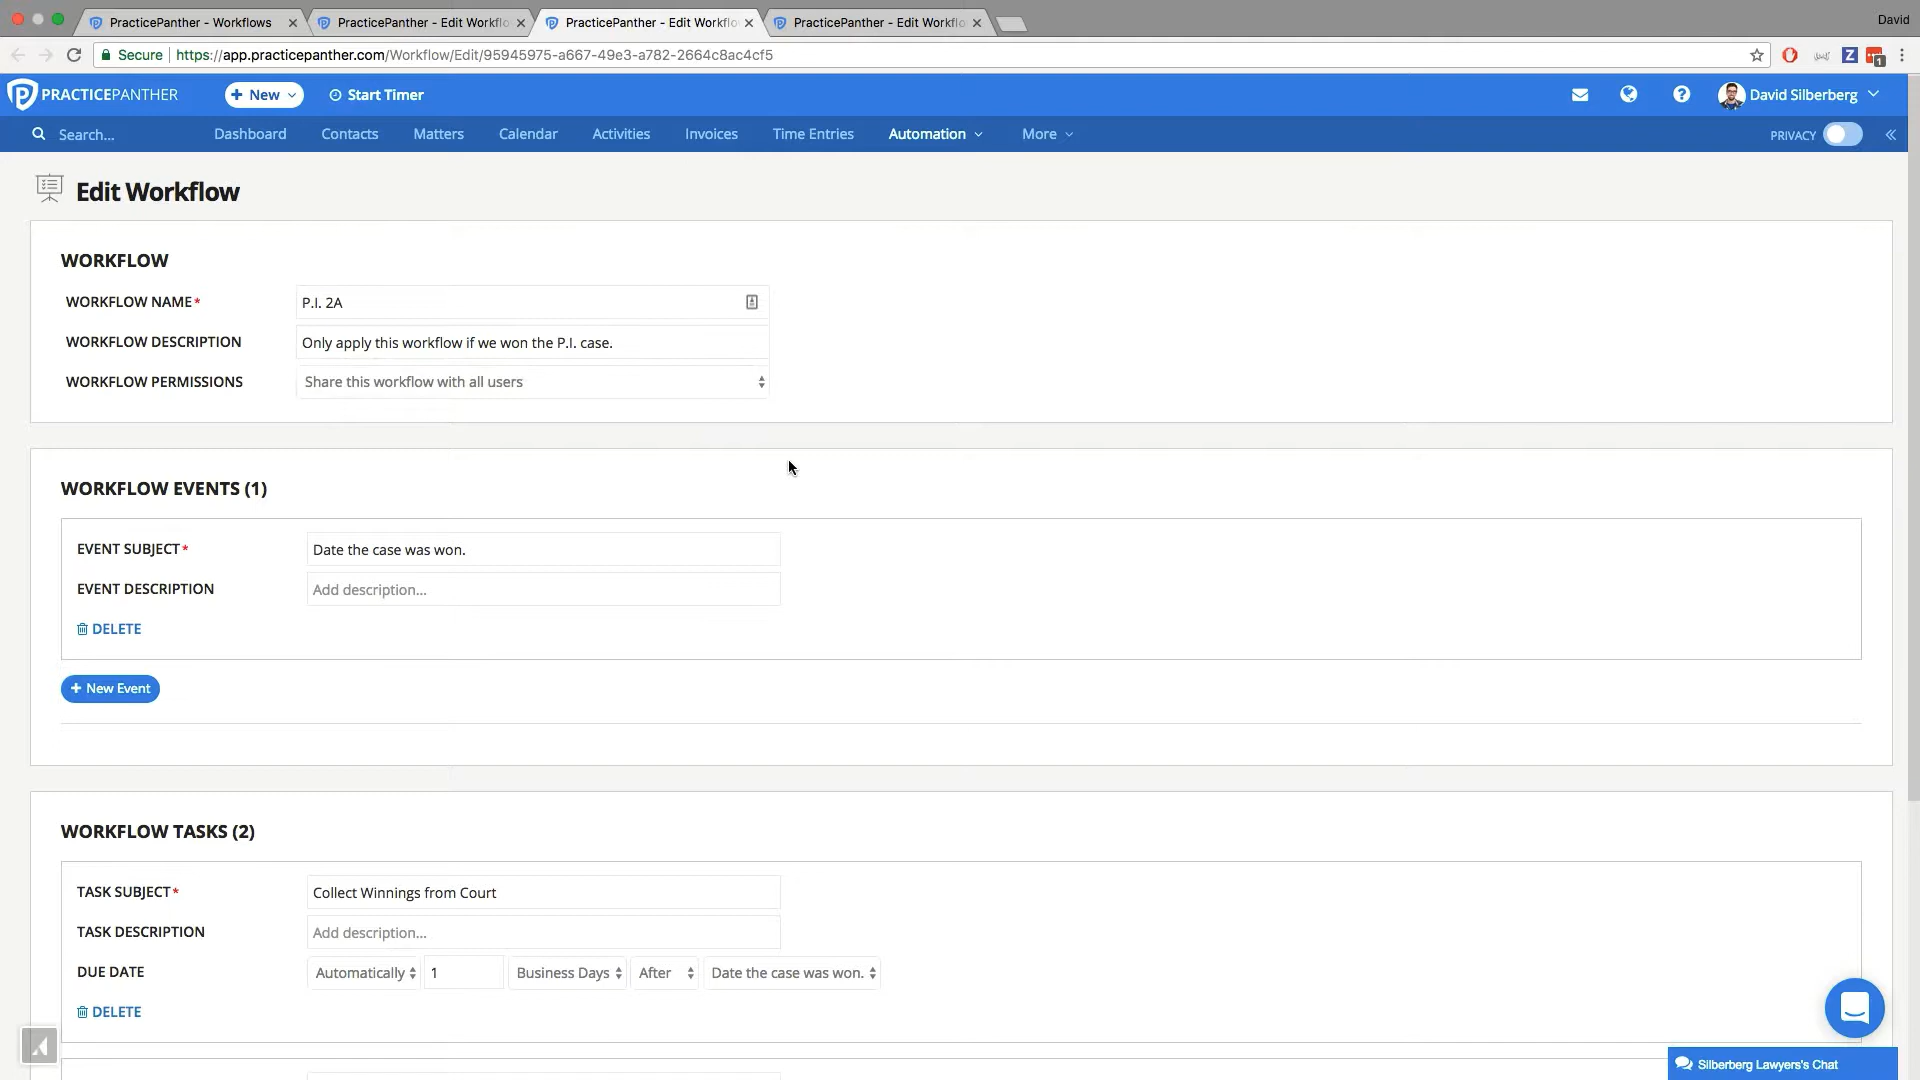 PracticePanther - Workflows
PracticePanther - Edit Workflo
PracticePanther - Edit Workflo
PracticePanther - Edit Workflo
David
Secure
https://app.practicepanther.com/Workflow/Edit/95945975-a667-49e3-a782-2664c8ac4cf5
Z
1
PRACTICEPANTHER
New
Start Timer
David Silberberg
Search...
Dashboard
Contacts
Matters
Calendar
Activities
Invoices
Time Entries
Automation
More
PRIVACY
Edit Workflow
WORKFLOW
WORKFLOW NAME*
P.I. 2A
WORKFLOW DESCRIPTION
Only apply this workflow if we won the P.I. case.
WORKFLOW PERMISSIONS
Share this workflow with all users
WORKFLOW EVENTS (1)
EVENT SUBJECT*
Date the case was won.
EVENT DESCRIPTION
Add description...
DELETE
+ New Event
WORKFLOW TASKS (2)
TASK SUBJECT*
Collect Winnings from Court
TASK DESCRIPTION
Add description...
DUE DATE
Automatically
1
Business Days
After
Date the case was won.
DELETE
Silberberg Lawyers's Chat